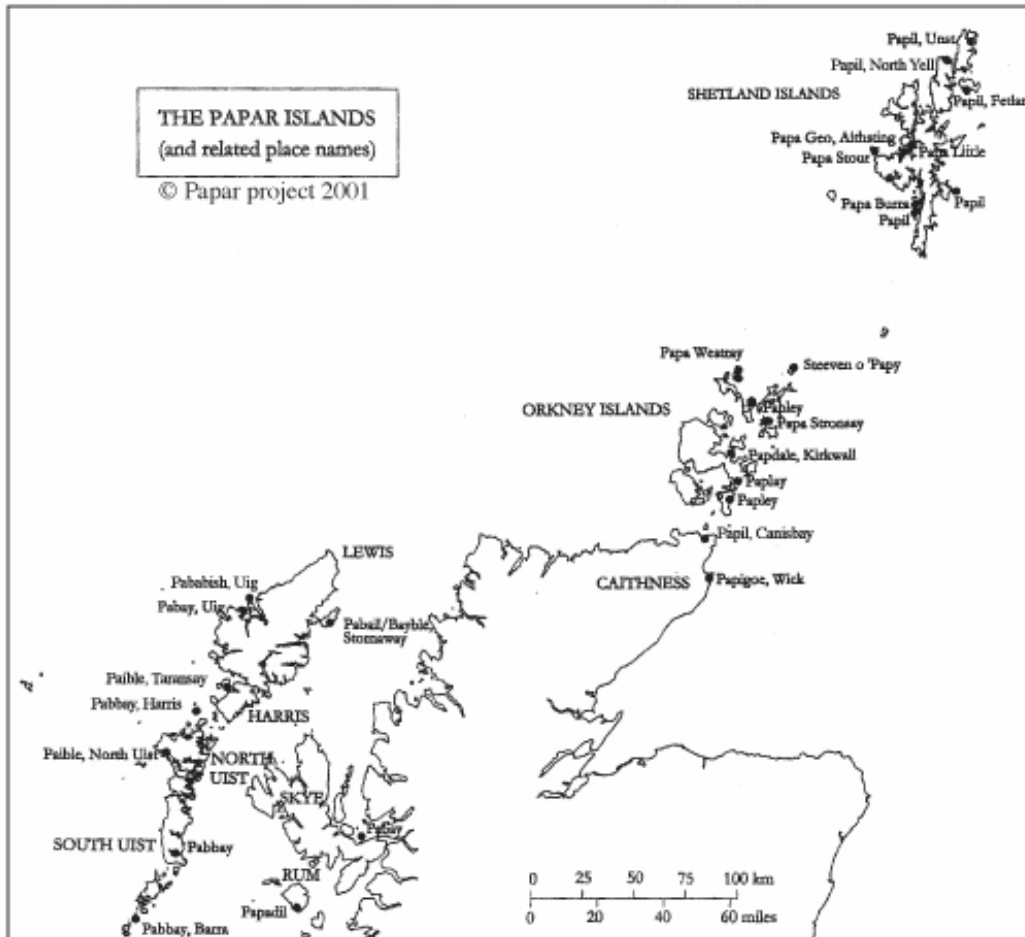 THE PAPAR ISLANDS
(and related place names)
© Papar project 2001
Papil, Unst
Papil, North Yell
SHETLAND ISLANDS
Papil, Fetlar
Papa Geo, Aithsting
Papa Little
Papa Stour
Papa Burra
Papil
Papil
Papa Westray
Steeven o 'Papy
Papley
ORKNEY ISLANDS
Papa Stronsay
Papdale, Kirkwall
Paplay
Papley
Papil, Canisbay
LEWIS
CAITHNESS
Papigoe, Wick
Pababish, Uig
Pabay, Uig
Pabail/Bayble,
Stornaway
Paible, Taransay
Pabbay, Harris
HARRIS
Paible, North Uist
NORTH
UIST
SKYE
Pabay
SOUTH UIST
Pabbay
RUM
Papadil
Pabbay, Barra
0 25 50 75 100 km
0 20 40 60 miles